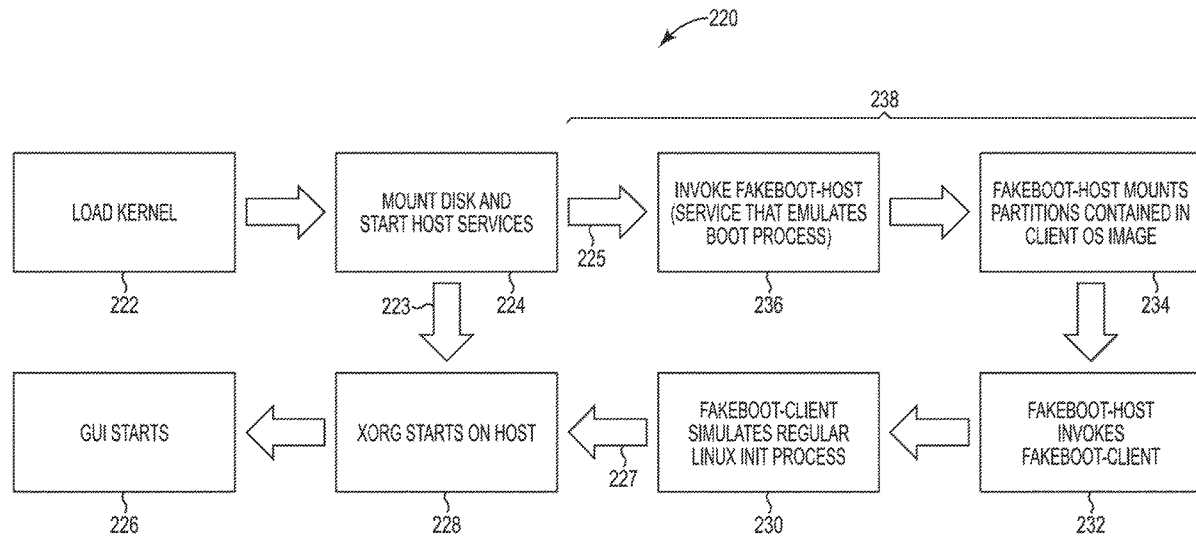 220
238
LOAD KERNEL
222
MOUNT DISK AND
START HOST SERVICES
224
225
INVOKE FAKEBOOT-HOST
(SERVICE THAT EMULATES
BOOT PROCESS)
236
FAKEBOOT-HOST MOUNTS
PARTITIONS CONTAINED IN
CLIENT OS IMAGE
234
223
GUI STARTS
226
XORG STARTS ON HOST
228
227
FAKEBOOT-CLIENT
SIMULATES REGULAR
LINUX INIT PROCESS
230
FAKEBOOT-HOST
INVOKES
FAKEBOOT-CLIENT
232